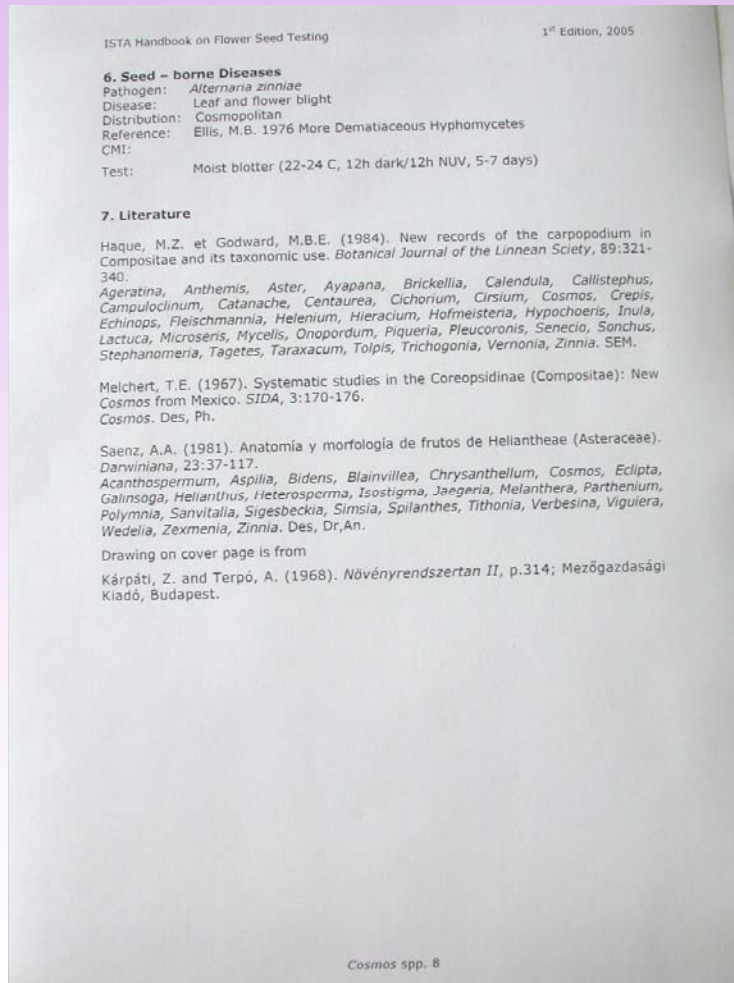 ISTA Handbook on Flower Seed Testing 1st Edition, 2005
6. Seed – borne Diseases
Pathogen: Alternaria zinniae
Disease: Leaf and flower blight
Distribution: Cosmopolitan
Reference: Ellis, M.B. 1976 More Dematiaceous Hyphomycetes
CMI:
Test: Moist blotter (22-24 C, 12h dark/12h NUV, 5-7 days)
7. Literature
Haque, M.Z. et Godward, M.B.E. (1984). New records of the carpopodium in
Compositae and its taxonomic use. Botanical Journal of the Linnean Sciety, 89:321-
340.
Ageratina, Anthemis, Aster, Ayapana, Brickellia, Calendula, Callistephus,
Campuloclinum, Catanache, Centaurea, Cichorium, Cirsium, Cosmos, Crepis,
Echinops, Fleischmannia, Helenium, Hieracium, Hofmeisteria, Hypochoeris, Inula,
Lactuca, Microseris, Mycelis, Onopordum, Piqueria, Pleucoronis, Senecio, Sonchus,
Stephanomeria, Tagetes, Taraxacum, Tolpis, Trichogonia, Vernonia, Zinnia. SEM.
Melchert, T.E. (1967). Systematic studies in the Coreopsidinae (Compositae): New
Cosmos from Mexico. SIDA, 3:170-176.
Cosmos. Des, Ph.
Saenz, A.A. (1981). Anatomía y morfología de frutos de Heliantheae (Asteraceae).
Darwiniana, 23:37-117.
Acanthospermum, Aspilia, Bidens, Blainvillea, Chrysanthellum, Cosmos, Eclipta,
Galinsoga, Helianthus, Heterosperma, Isostigma, Jaegeria, Melanthera, Parthenium,
Polymnia, Sanvitalia, Sigesbeckia, Simsia, Spilanthes, Tithonia, Verbesina, Viguiera,
Wedelia, Zexmenia, Zinnia. Des, Dr,An.
Drawing on cover page is from
Kárpáti, Z. and Terpó, A. (1968). Növényrendszertan II, p.314; Mezőgazdasági
Kiadó, Budapest.
Cosmos spp. 8